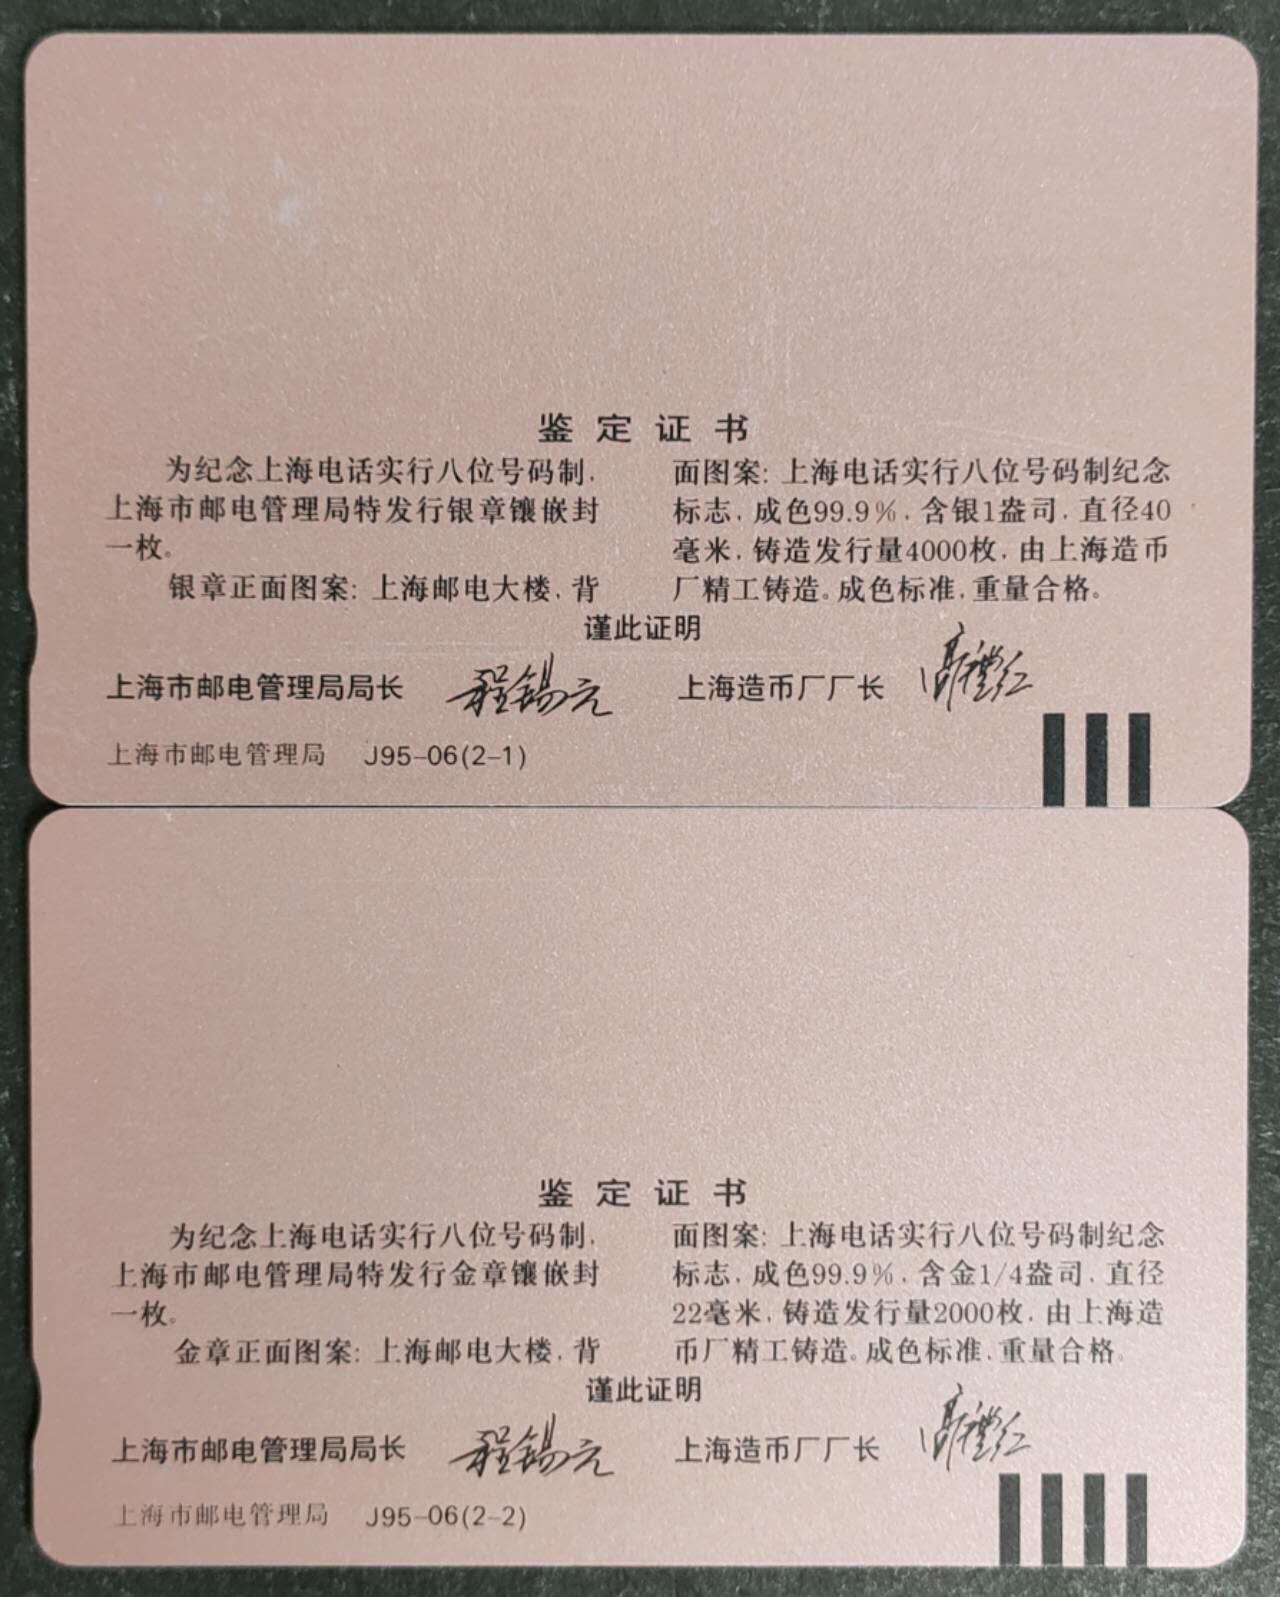 鉴定证书
为纪念上海电话实行八位号码制，
上海市邮电管理局特发行银章镶嵌封
一枚。
银章正面图案：上海邮电大楼，背
面图案：上海电话实行八位号码制纪念
标志，成色99.9%，含银1盎司，直径40
毫米，铸造发行量4000枚，由上海造币
厂精工铸造。成色标准，重量合格。
谨此证明
上海市邮电管理局局长 程锡元 上海造币厂厂长
上海市邮电管理局 J95-06(2-1)
鉴定证书
为纪念上海电话实行八位号码制，
上海市邮电管理局特发行金章镶嵌封
一枚。
金章正面图案：上海邮电大楼，背
面图案：上海电话实行八位号码制纪念
标志，成色99.9%，含金1/4盎司，直径
22毫米，铸造发行量2000枚，由上海造
币厂精工铸造。成色标准，重量合格。
谨此证明
上海市邮电管理局局长 程锡元 上海造币厂厂长
上海市邮电管理局 J95-06(2-2)